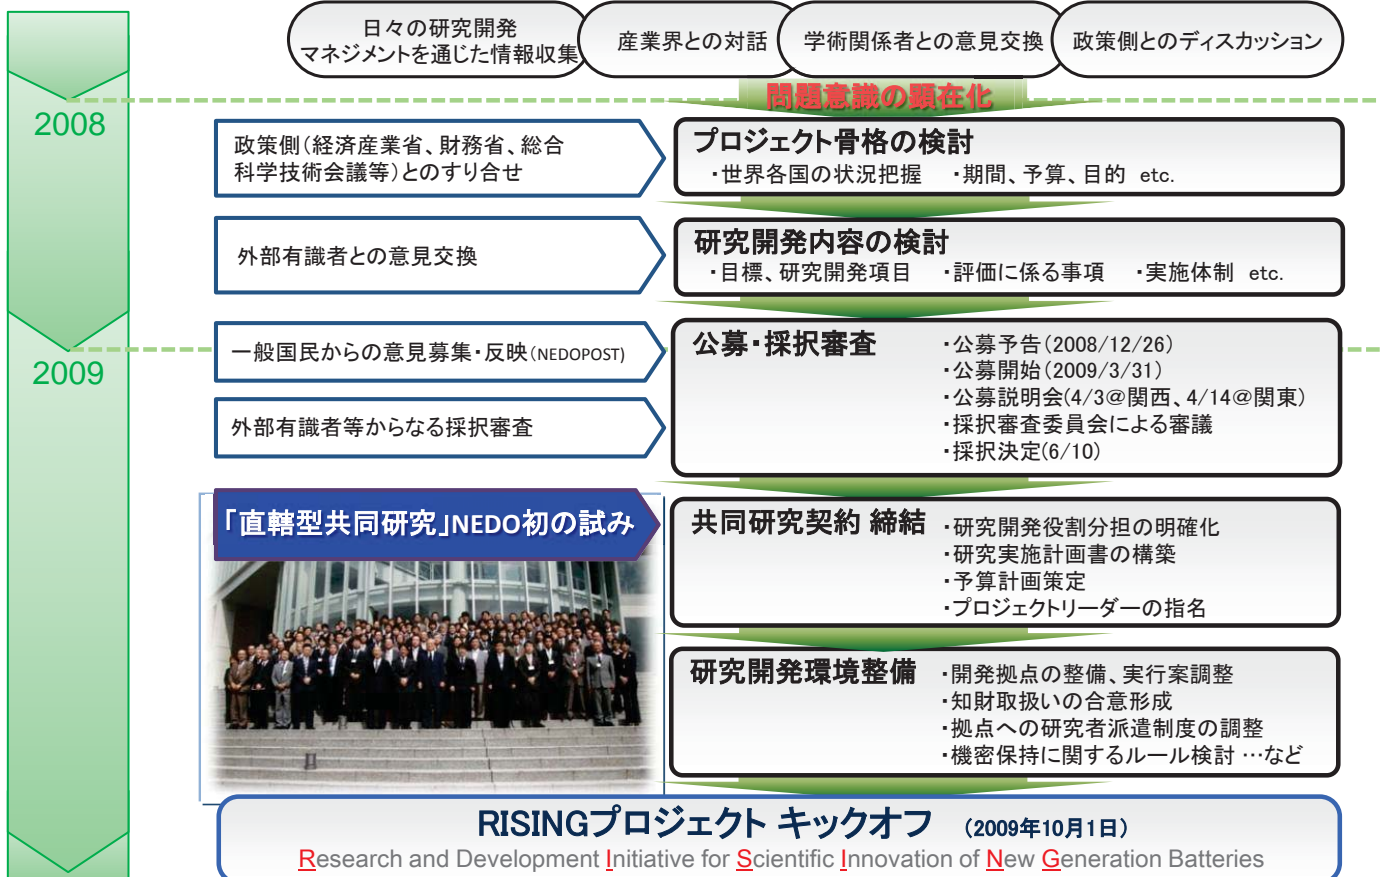 日々の研究開発
マネジメントを通じた情報収集
産業界との対話
学術関係者との意見交換
政策側とのディスカッション
問題意識の顕在化
2008
政策側(経済産業省、財務省、総合
科学技術会議等)とのすり合せ
プロジェクト骨格の検討
・世界各国の状況把握 ・期間、予算、目的 etc.
外部有識者との意見交換
研究開発内容の検討
・目標、研究開発項目 ・評価に係る事項 ・実施体制 etc.
2009
一般国民からの意見募集・反映(NEDOPOST)
外部有識者等からなる採択審査
公募・採択審査
・公募予告(2008/12/26)
・公募開始(2009/3/31)
・公募説明会(4/3@関西、4/14@関東)
・採択審査委員会による審議
・採択決定(6/10)
「直轄型共同研究」NEDO初の試み
共同研究契約 締結
・研究開発役割分担の明確化
・研究実施計画書の構築
・予算計画策定
・プロジェクトリーダーの指名
研究開発環境整備
・開発拠点の整備、実行案調整
・知財取扱いの合意形成
・拠点への研究者派遣制度の調整
・機密保持に関するルール検討 …など
RISINGプロジェクト キックオフ (2009年10月1日)
Research and Development Initiative for Scientific Innovation of New Generation Batteries